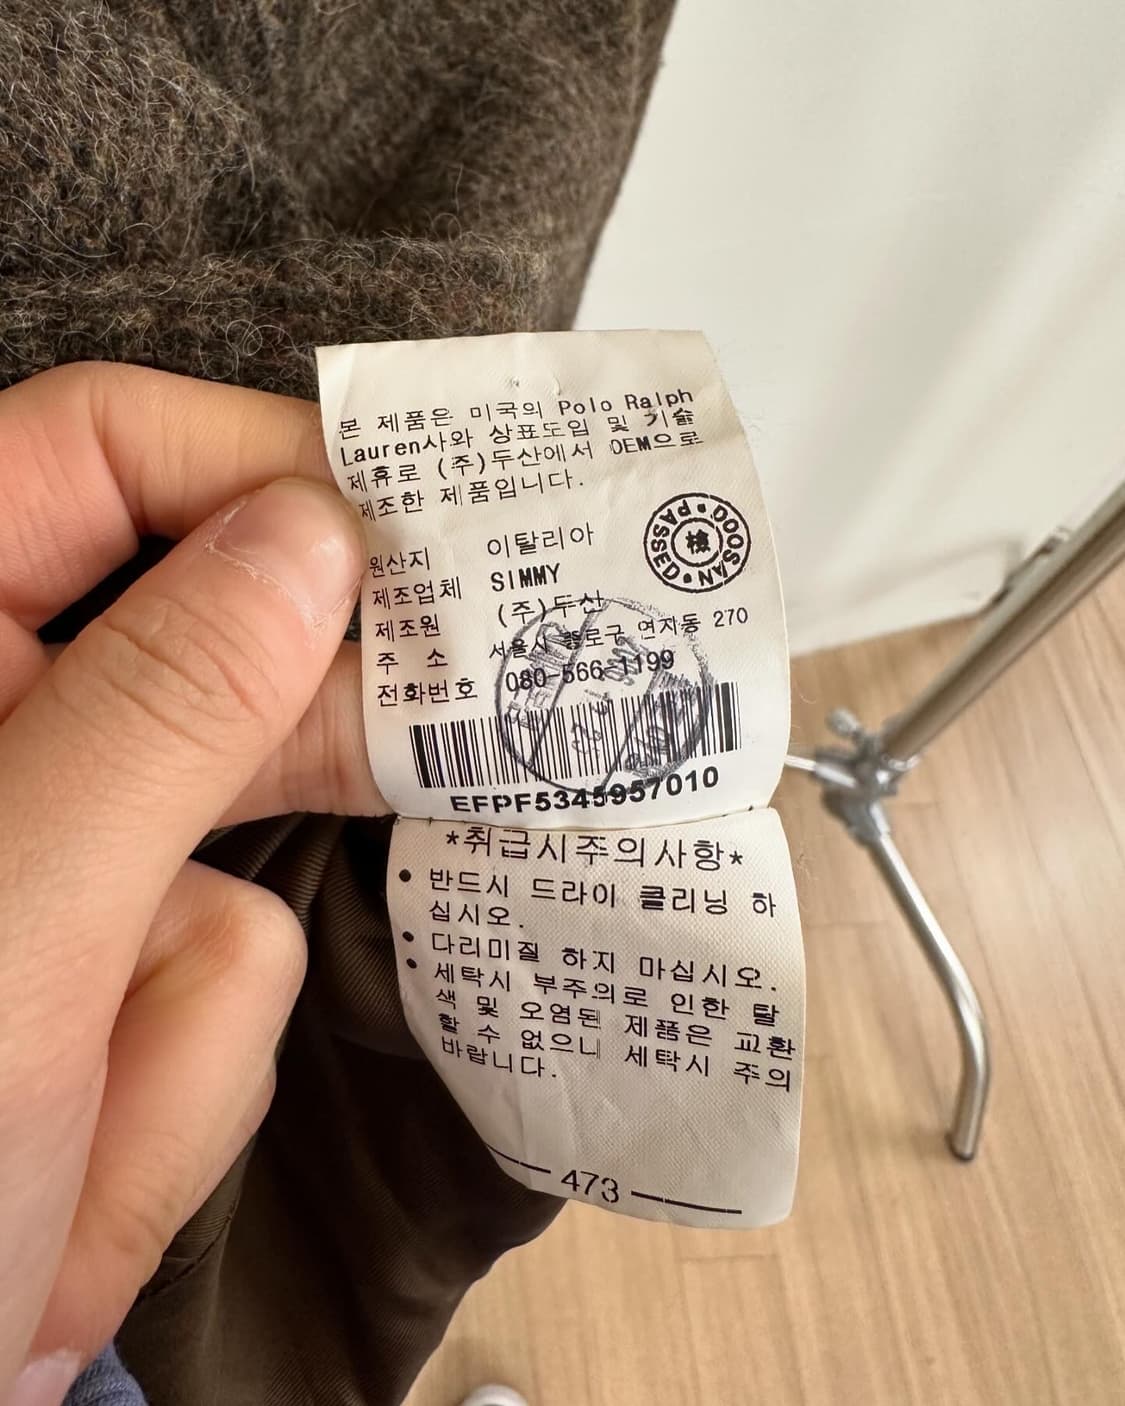 본 제품은 미국의 Polo Ralph
Lauren사와 상표도입 및 기술
제휴로 (주)두산에서 OEM으로
제조한 제품입니다.
PASSED • DOOSAN •
檢
원산지 이탈리아
제조업체 SIMMY
제조원 (주)두산
주 소 서울시 종로구 연지동 270
전화번호 080-566-1199
EFPF5345957010
*취급시주의사항*
• 반드시 드라이 클리닝 하
십시오.
• 다리미질 하지 마십시오.
• 세탁시 부주의로 인한 탈
색 및 오염된 제품은 교환
할 수 없으니 세탁시 주의
바랍니다.
473